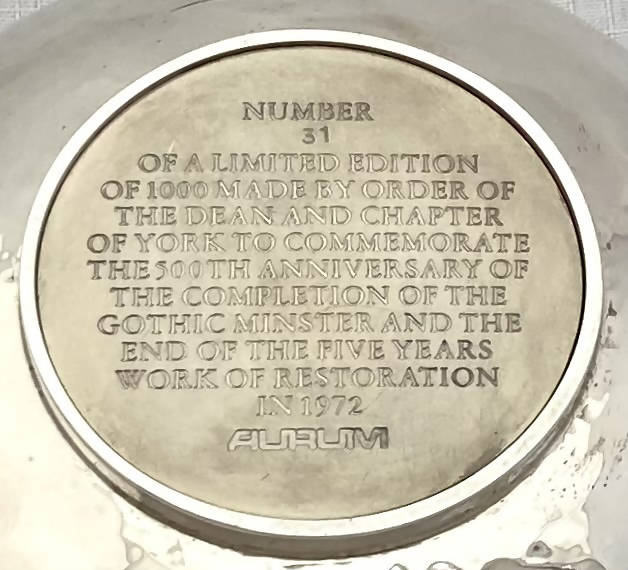 NUMBER
31
OF A LIMITED EDITION
OF 1000 MADE BY ORDER OF
THE DEAN AND CHAPTER
OF YORK TO COMMEMORATE
THE 500TH ANNIVERSARY OF
THE COMPLETION OF THE
GOTHIC MINSTER AND THE
END OF THE FIVE YEARS
WORK OF RESTORATION
IN 1972
AURUM